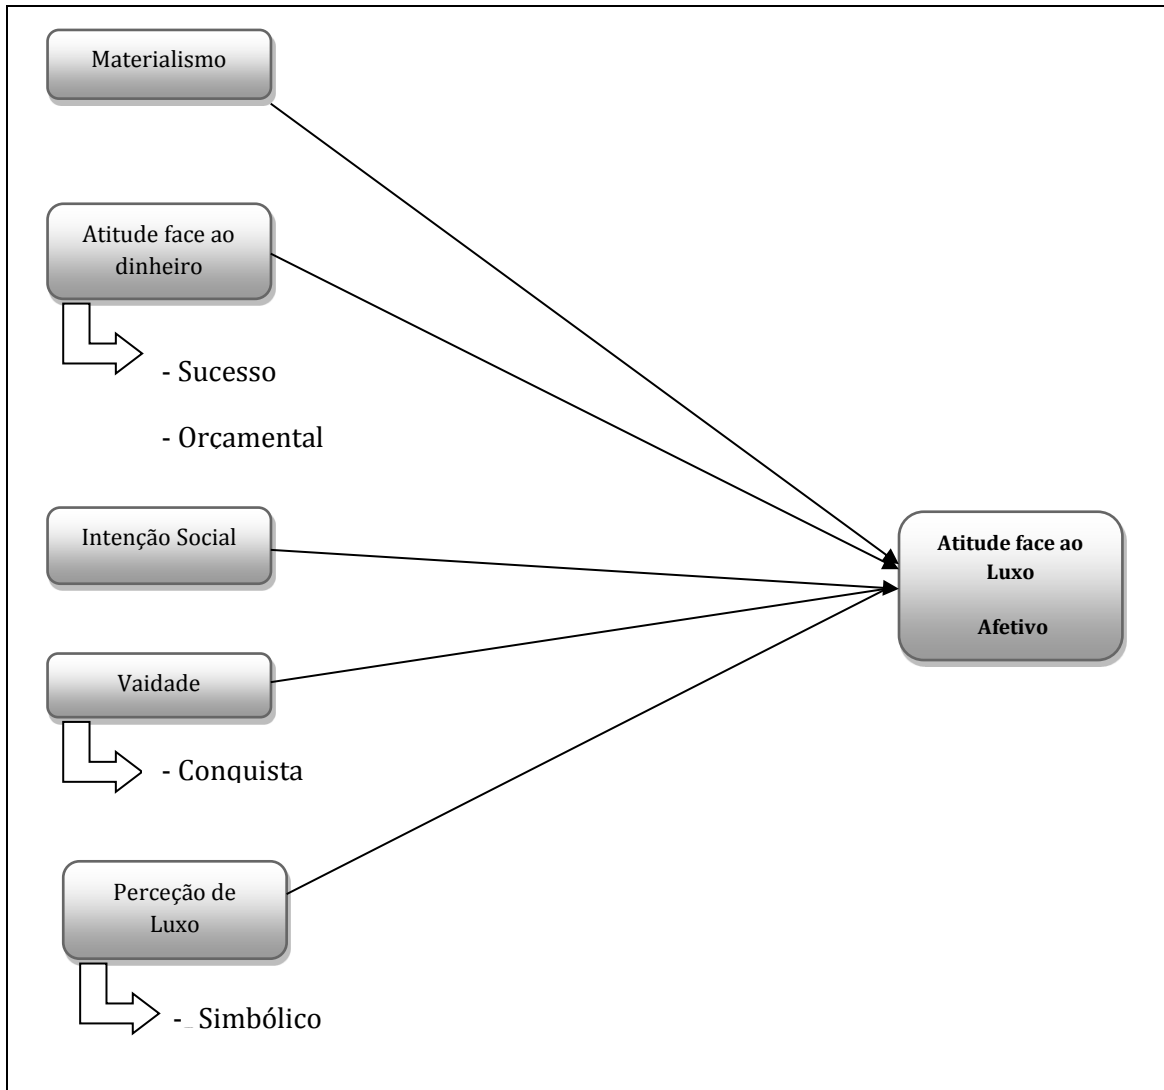 Materialismo
Atitude face ao
dinheiro
- Sucesso
- Orçamental
Intenção Social
Vaidade
- Conquista
Perceção de
Luxo
- Simbólico
Atitude face ao
Luxo
Afetivo